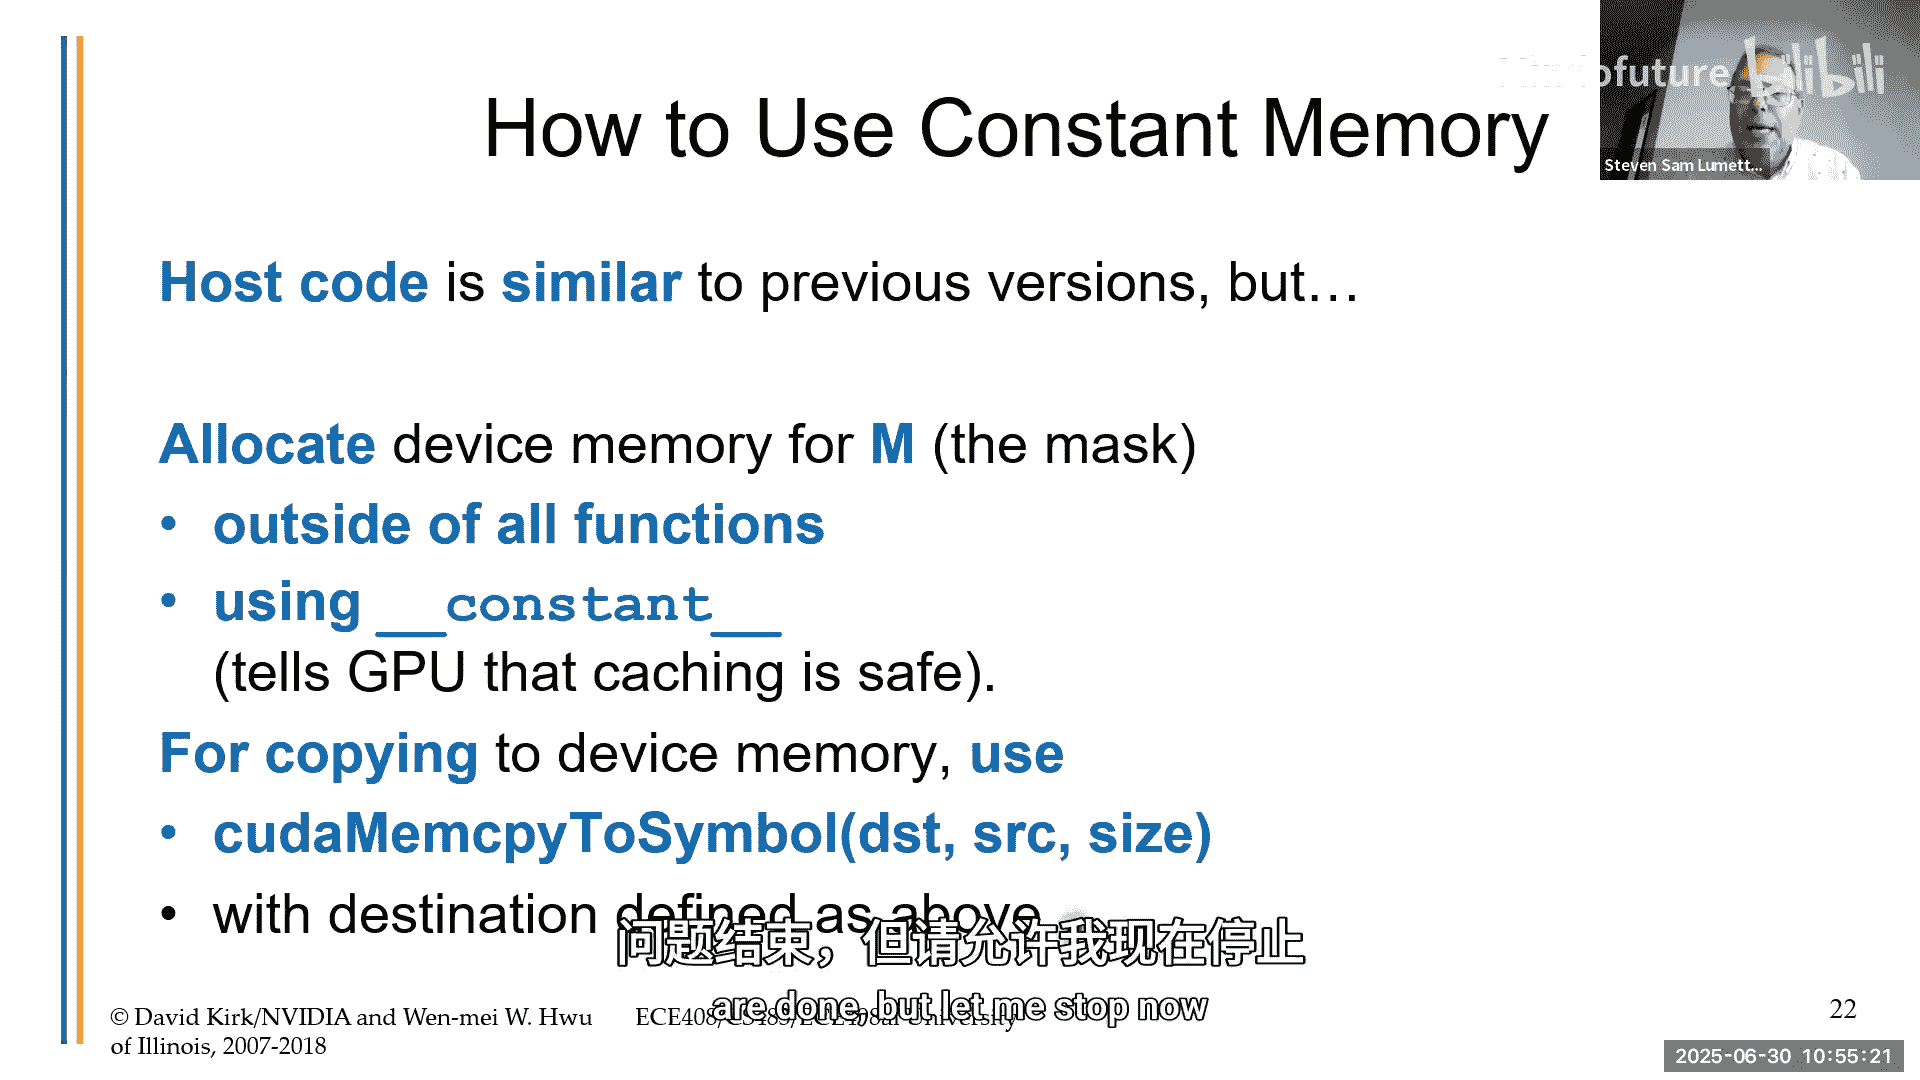 ofuture bilibili
How to Use Constant Memory
Steven Sam Lumett...
Host code is similar to previous versions, but…
Allocate device memory for M (the mask)
• outside of all functions
• using __constant__
(tells GPU that caching is safe).
For copying to device memory, use
• cudaMemcpyToSymbol(dst, src, size)
• with destination defined as above
问题结束，但请允许我现在停止
are done, but let me stop now
© David Kirk/NVIDIA and Wen-mei W. Hwu
of Illinois, 2007-2018
ECE408/CS483/ University
22
2025-06-30 10:55:21